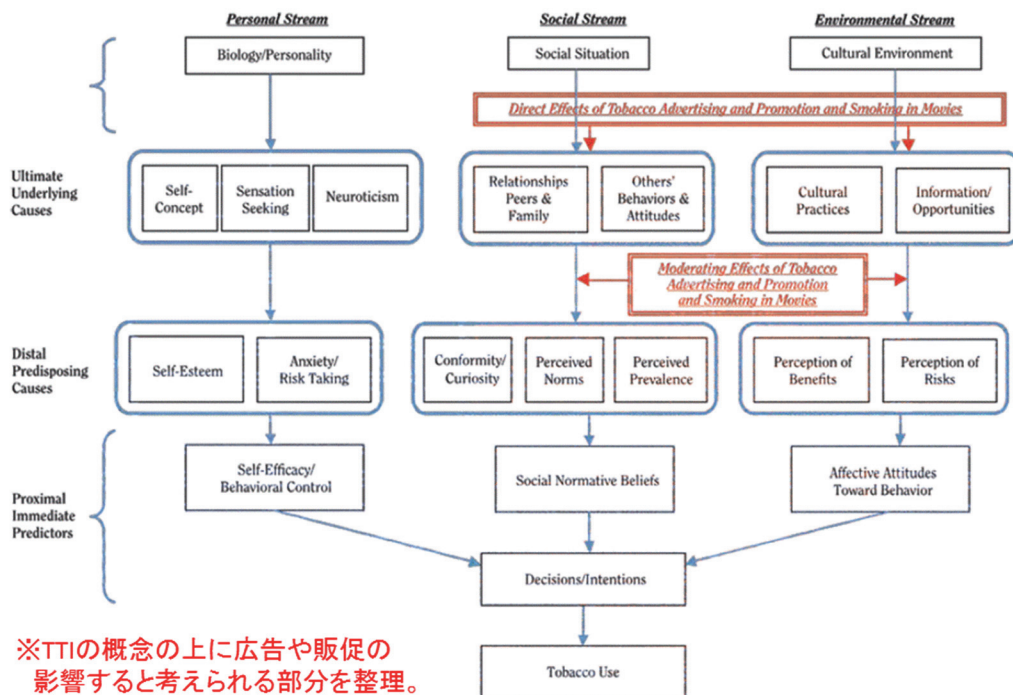 Personal Stream
Social Stream
Environmental Stream
Biology/Personality
Social Situation
Cultural Environment
Direct Effects of Tobacco Advertising and Promotion and Smoking in Movies
Ultimate
Underlying
Causes
Self-
Concept
Sensation
Seeking
Neuroticism
Relationships
Peers &
Family
Others'
Behaviors &
Attitudes
Cultural
Practices
Information/
Opportunities
Moderating Effects of Tobacco
Advertising and Promotion
and Smoking in Movies
Distal
Predisposing
Causes
Self-Esteem
Anxiety/
Risk Taking
Conformity/
Curiosity
Perceived
Norms
Perceived
Prevalence
Perception of
Benefits
Perception of
Risks
Proximal
Immediate
Predictors
Self-Efficacy/
Behavioral Control
Social Normative Beliefs
Affective Attitudes
Toward Behavior
Decisions/Intentions
Tobacco Use
※TTIの概念の上に広告や販促の
影響すると考えられる部分を整理。